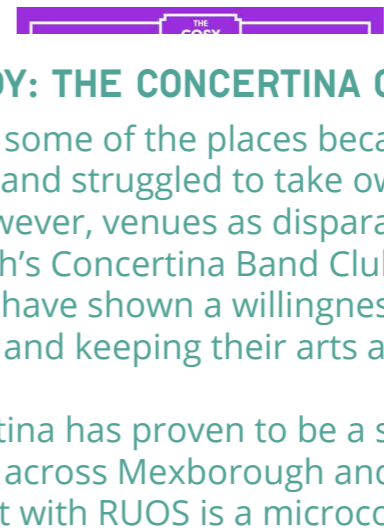 THE
COSY
DY: THE CONCERTINA C
some of the places beca
and struggled to take ow
wever, venues as dispara
h's Concertina Band Clu
have shown a willingnes
and keeping their arts a
tina has proven to be a s
across Mexborough and
t with RUOS is a microco